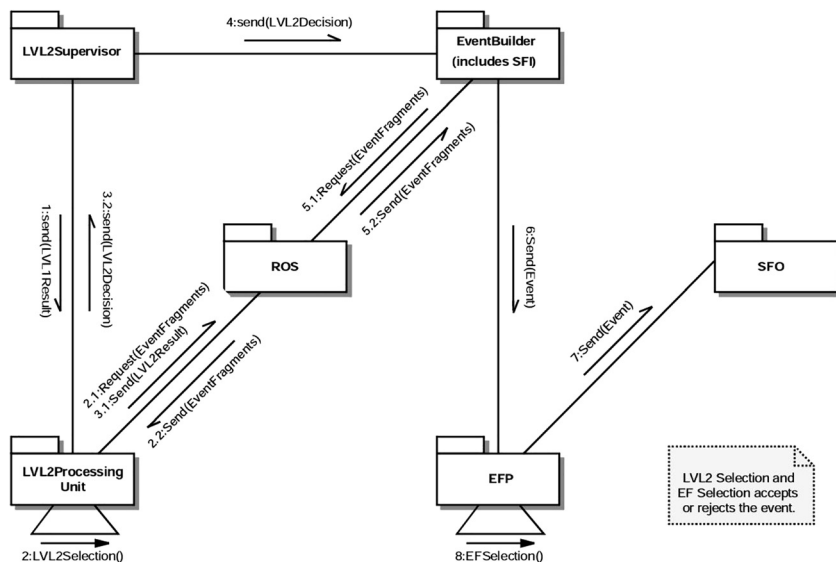 4:send(LVL2Decision)
LVL2Supervisor
EventBuilder
(includes SFI)
5.1:Request(EventFragments)
5.2:Send(EventFragments)
1:send(LVL1Result)
3.2:send(LVL2Decision)
ROS
6:Send(Event)
SFO
2.1:Request(EventFragments)
3.1:Send(LVL2Result)
2.2:Send(EventFragments)
7:Send(Event)
LVL2Processing
Unit
EFP
LVL2 Selection and
EF Selection accepts
or rejects the event.
2:LVL2Selection()
8:EFSelection()